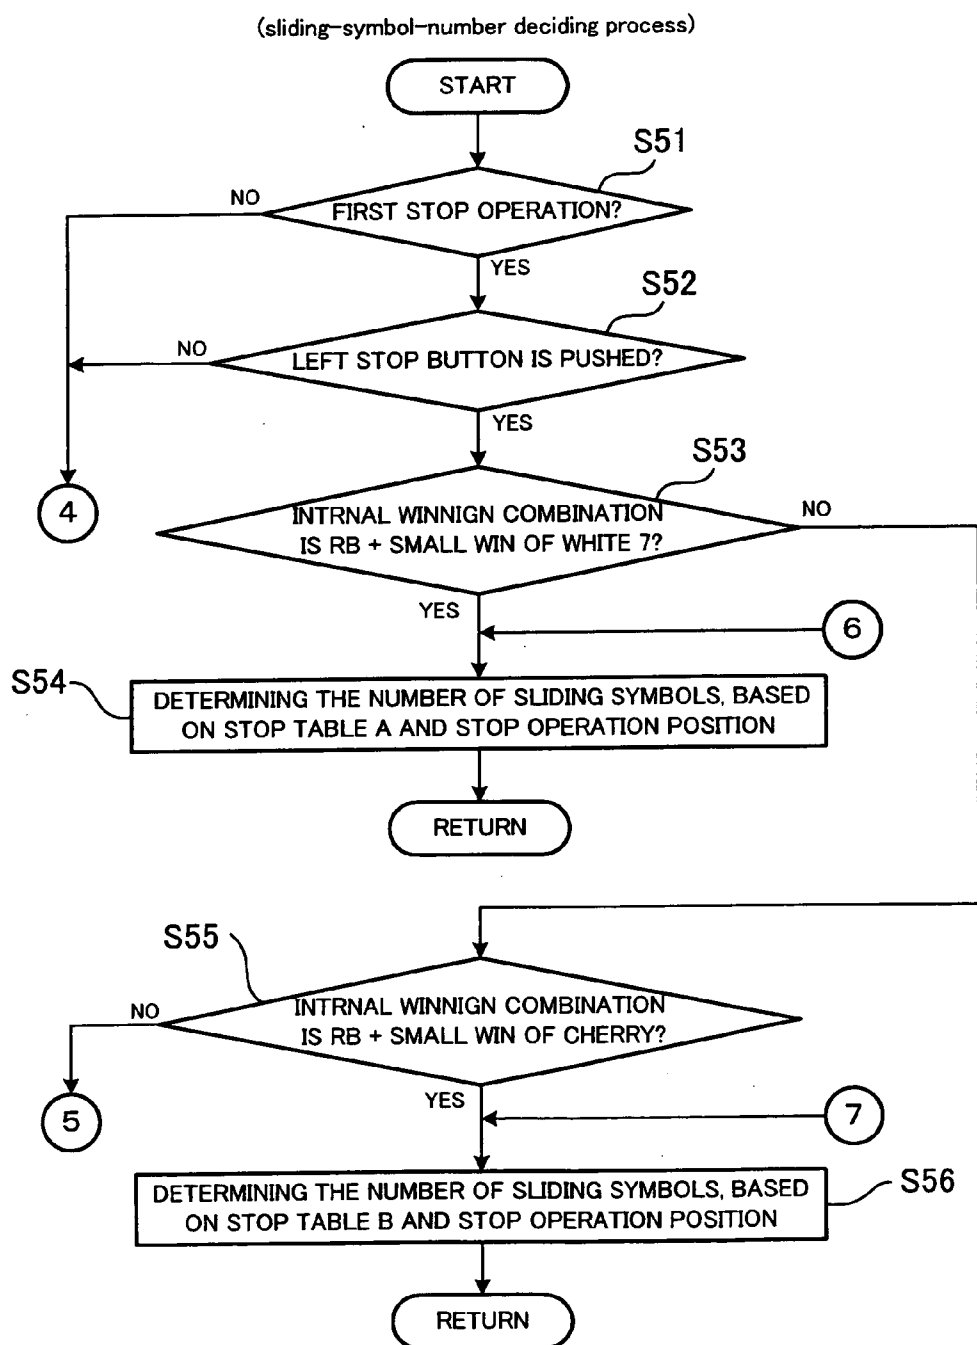 (sliding-symbol-number deciding process)
START
S51
NO
FIRST STOP OPERATION?
YES
S52
NO
LEFT STOP BUTTON IS PUSHED?
YES
S53
4
INTRNAL WINNIGN COMBINATION
IS RB + SMALL WIN OF WHITE 7?
NO
YES
6
S54
DETERMINING THE NUMBER OF SLIDING SYMBOLS, BASED
ON STOP TABLE A AND STOP OPERATION POSITION
RETURN
S55
NO
INTRNAL WINNIGN COMBINATION
IS RB + SMALL WIN OF CHERRY?
5
YES
7
DETERMINING THE NUMBER OF SLIDING SYMBOLS, BASED
ON STOP TABLE B AND STOP OPERATION POSITION
S56
RETURN